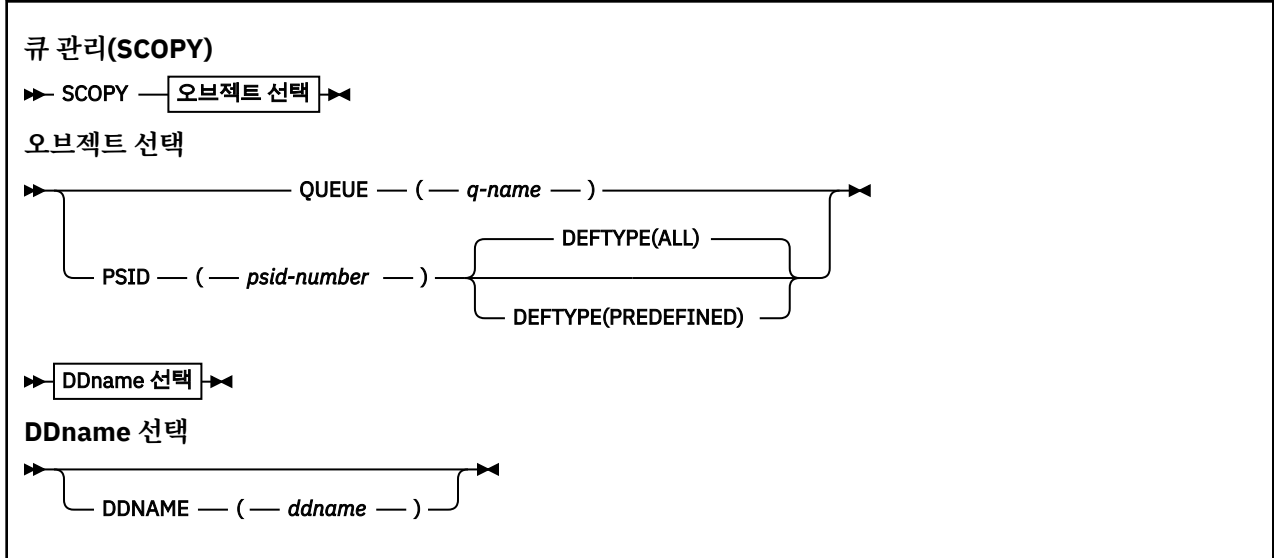 큐 관리(SCOPY)
SCOPY 오브젝트 선택
오브젝트 선택
QUEUE ( q-name )
DEFTYPE(ALL)
PSID ( psid-number )
DEFTYPE(PREDEFINED)
DDname 선택
DDname 선택
DDNAME ( ddname )